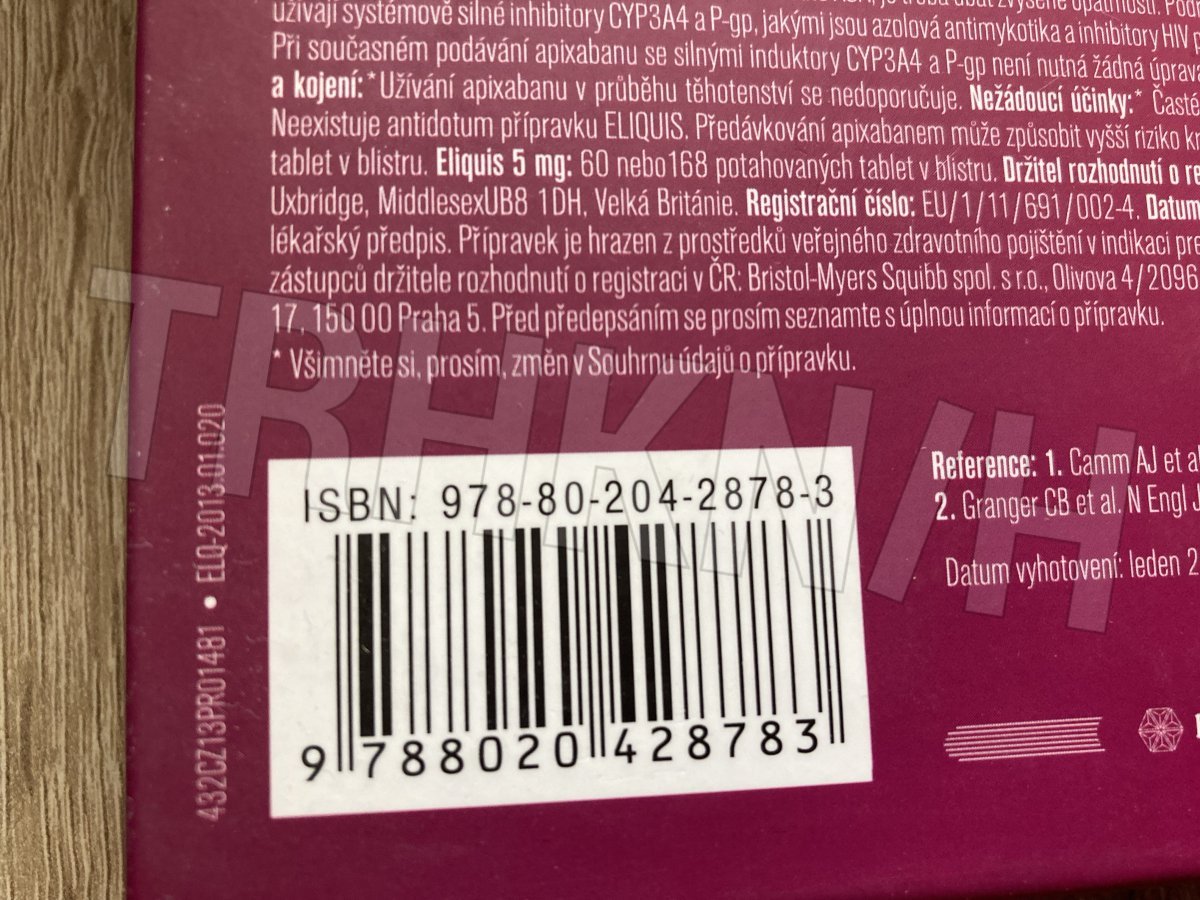 užívají systémově silné inhibitory CYP3A4 a P-gp, jakými jsou azolová antimykotika a inhibitory HIV
Při současném podávání apixabanu se silnými induktory CYP3A4 a P-gp není nutná žádná
a kojení:* Užívání apixabanu v průběhu těhotenství se nedoporučuje. Nežádoucí účinky:*
Neexistuje antidotum přípravku ELIQUIS. Předávkování apixabanem může způsobit vyšší riziko
tablet v blistru. Eliquis 5 mg: 60 nebo168 potahovaných tablet v blistru. Držitel rozhodnutí o
Uxbridge, MiddlesexUB8 1DH, Velká Británie. Registrační číslo: EU/1/11/691/002-4. Datum
lékařský předpis. Přípravek je hrazen z prostředků veřejného zdravotního pojištění v indikaci
zástupců držitele rozhodnutí o registraci v ČR: Bristol-Myers Squibb spol. s r.o., Olivova 4/2096
17, 150 00 Praha 5. Před předepsáním se prosím seznamte s úplnou informací o přípravku.
* Všimněte si, prosím, změn v Souhrnu údajů o přípravku.
TRHKNIH
432CZ13PR01481 • ELQ-2013.01.020
ISBN: 978-80-204-2878-3
9 788020 428783
Reference: 1. Camm AJ et al
2. Granger CB et al. N Engl J
Datum vyhotovení: leden 2